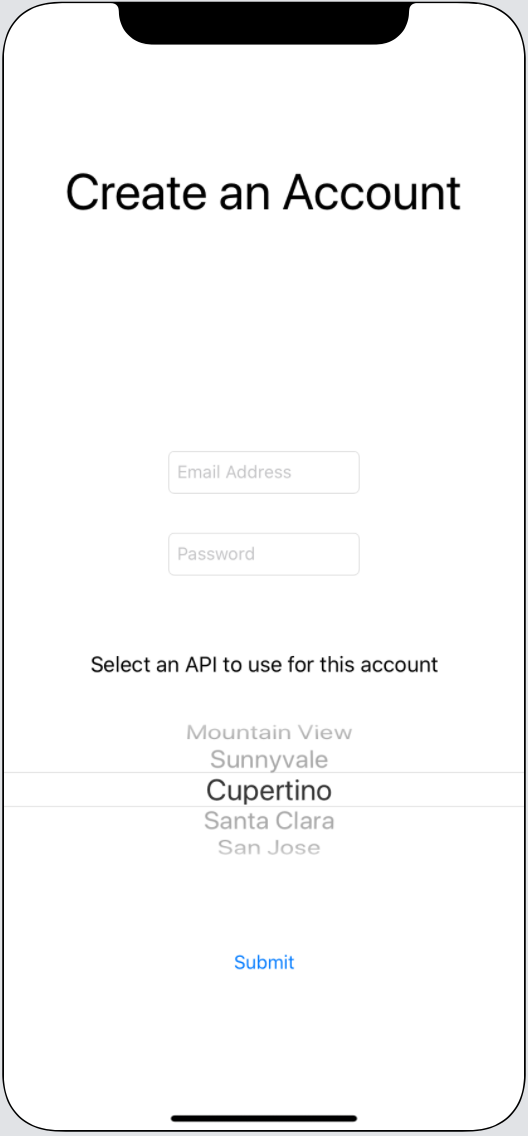 Create an Account
Email Address
Password
Select an API to use for this account
Mountain View
Sunnyvale
Cupertino
Santa Clara
San Jose
Submit